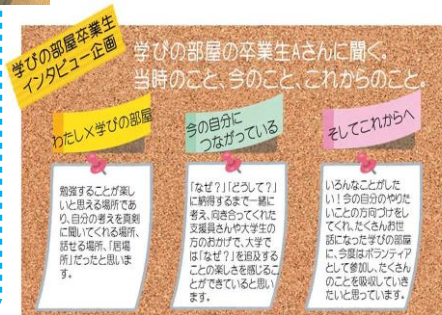 学びの部屋卒業生
インタビュー企画
学びの部屋の卒業生Aさんに聞く。
当時のこと、今のこと、これからのこと。
わたし×学びの部屋
勉強することが楽し
いと思える場所であ
り、自分の考えを真剣
に聞いてくれる場所、
話せる場所、「居場
所」だったと思いま
す。
今の自分に
つながっている
「なぜ?」「どうして?」
に納得するまで一緒に
考え、向き合ってくれた
支援員さんや大学生の
方のおかげで、大学で
は「なぜ?」を追及する
ことの楽しさを感じるこ
とができていると思い
ます。
そしてこれからへ
いろんなことがした
い!今の自分のやりた
いことの方向づけをし
てくれ、たくさんお世
話になった学びの部屋
に、今度はボランティア
として参加し、たくさん
のことを吸収していき
たいと思っています。